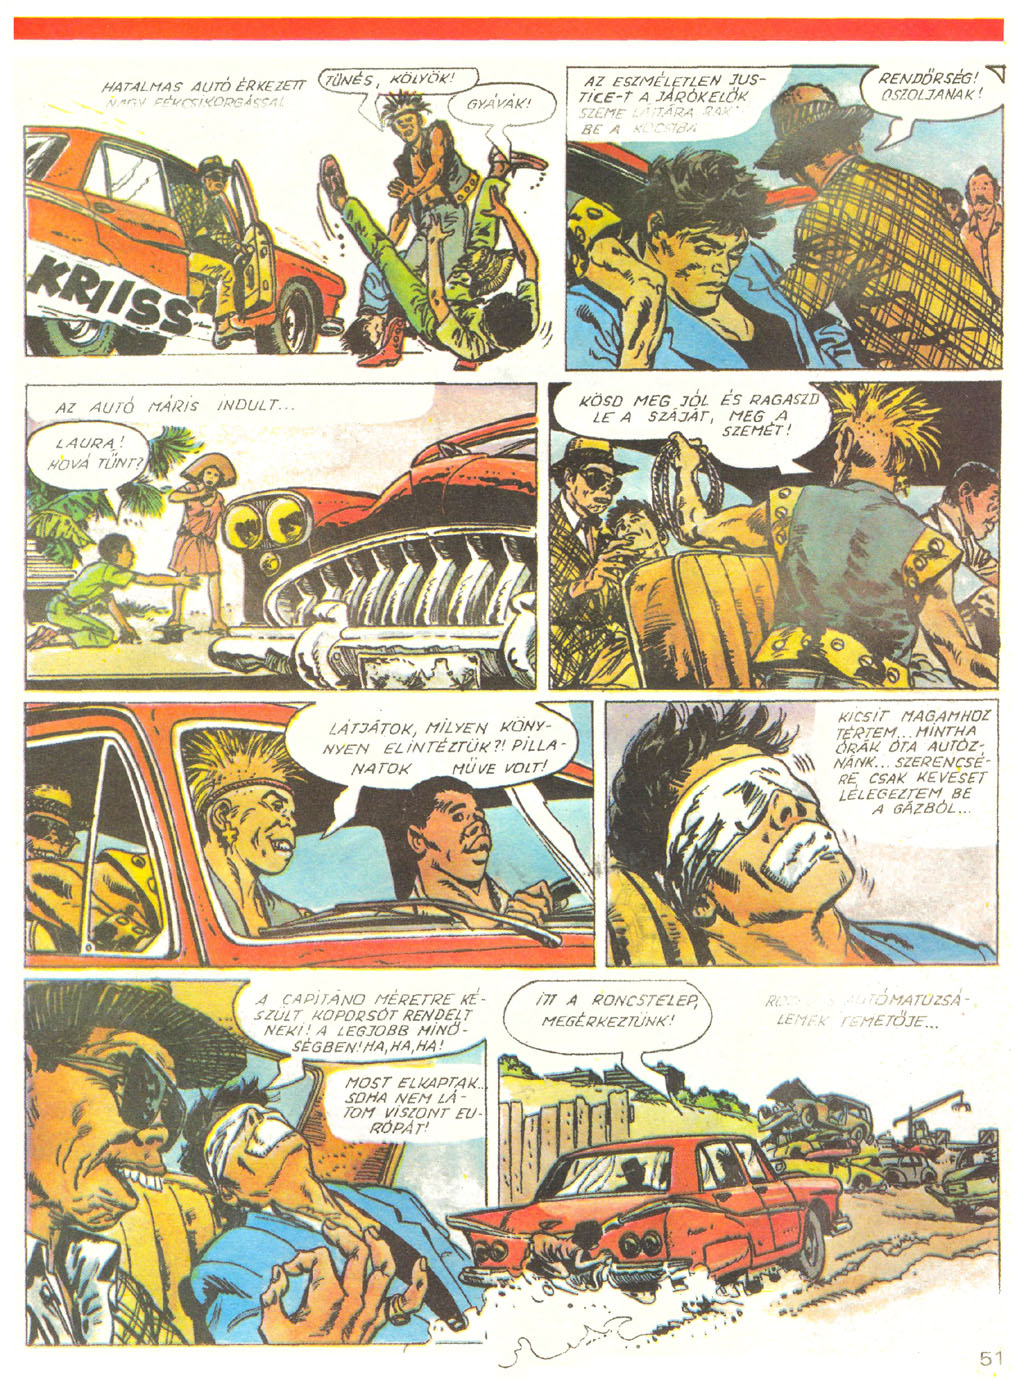 HATALMAS AUTÓ ÉRKEZETT
NAGY FÉKCSIKORGÁSSAL
TŰNÉS, KÖLYÖK!
GYÁVÁK!
KRIISS
AZ ESZMÉLETLEN JUS-
TICE-T A JÁRÓKELŐK
SZEME LÁTTÁRA RAK-
BE A KOCSIBA
RENDŐRSÉG!
OSZOLJANAK!
AZ AUTÓ MÁRIS INDULT...
LAURA!
HOVÁ TŰNT?
KÖSD MEG JÓL ÉS RAGASZD
LE A SZÁJÁT, MEG A
SZEMÉT!
LÁTJÁTOK, MILYEN KÖNY-
NYEN ELINTÉZTÜK?! PILLA-
NATOK MŰVE VOLT!
KICSIT MAGAMHOZ
TÉRTEM... MINTHA
ÓRÁK ÓTA AUTÓZ-
NÁNK... SZERENCSÉ-
RE, CSAK KEVESET
LÉLEGEZTEM BE
A GÁZBÓL...
A CAPITANO MÉRETRE KÉ-
SZÜLT KOPORSÓT RENDELT
NEKI! A LEGJOBB MINŐ-
SÉGBEN! HA, HA, HA!
MOST ELKAPTAK...
SOHA NEM LÁ-
TOM VISZONT EU-
RÓPÁT!
ITT A RONCSTELEP,
MEGÉRKEZTÜNK!
AUTÓMATUZSÁ-
LEMEK TEMETŐJE...
51